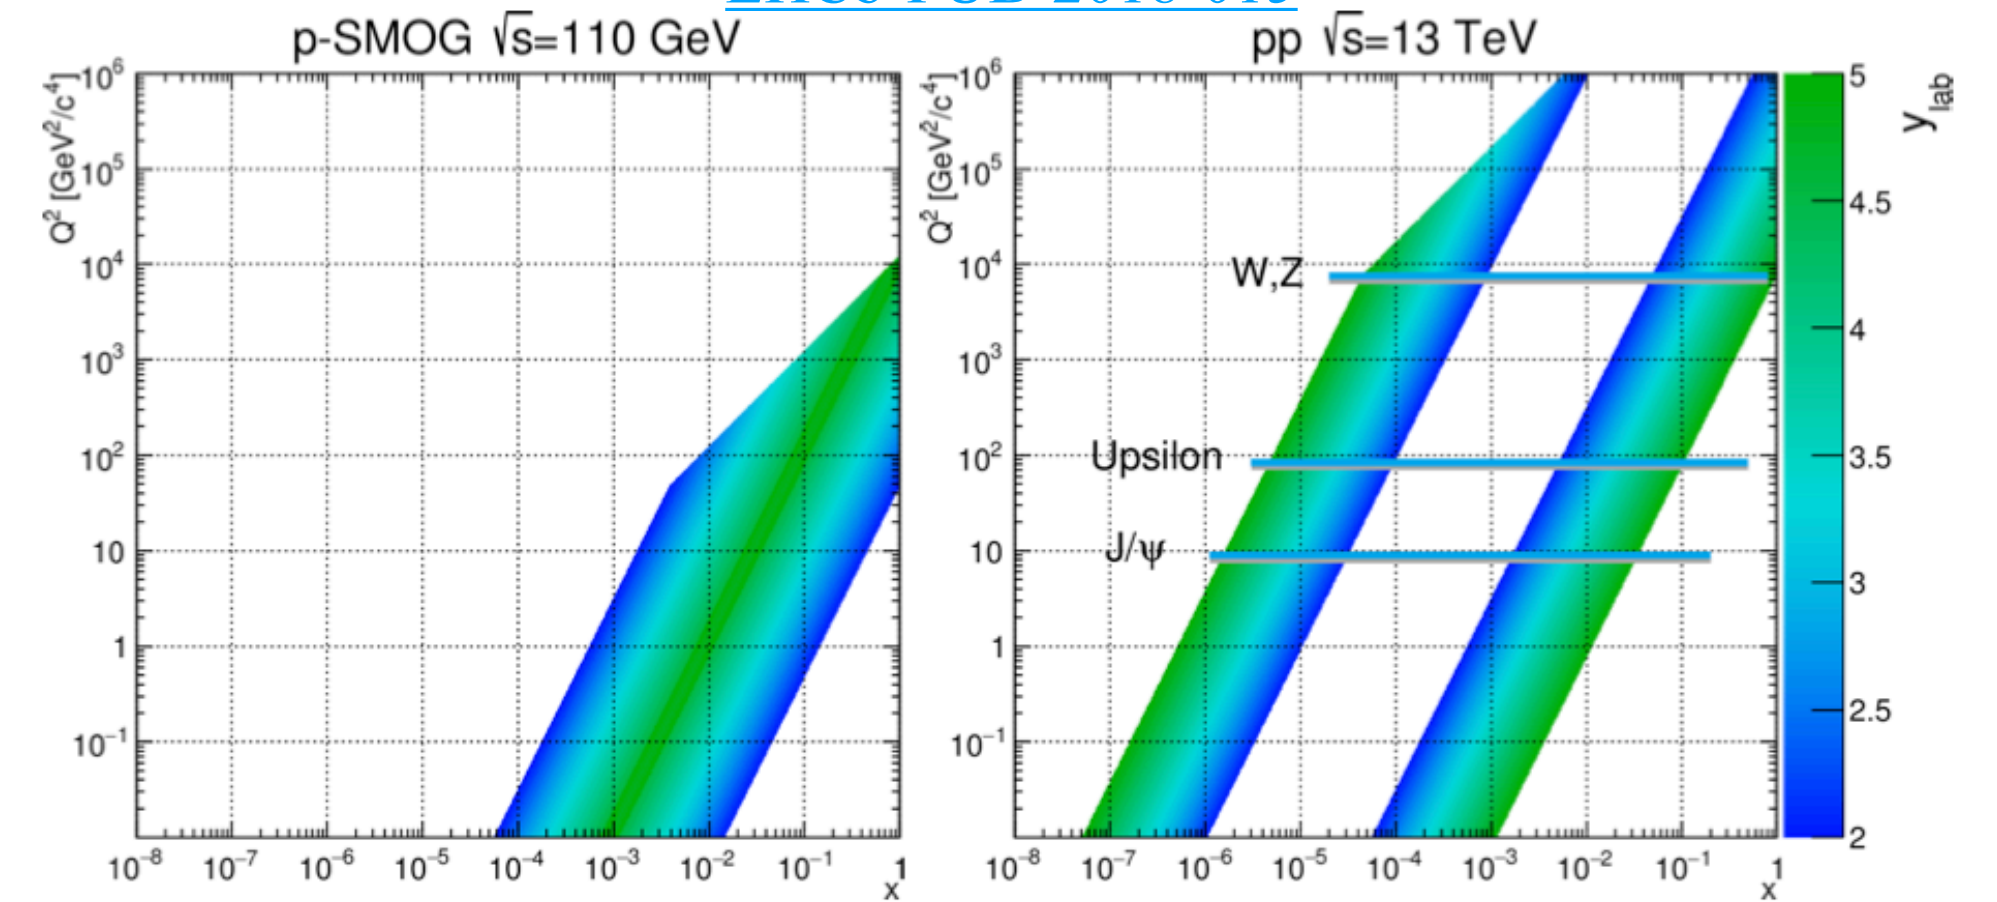 p-SMOG √s=110 GeV
Q² [GeV²/c⁴]
10⁶
10⁵
10⁴
10³
10²
10
1
10⁻¹
10⁻⁸ 10⁻⁷ 10⁻⁶ 10⁻⁵ 10⁻⁴ 10⁻³ 10⁻² 10⁻¹ 1
x
pp √s=13 TeV
Q² [GeV²/c⁴]
10⁶
10⁵
10⁴
10³
10²
10
1
10⁻¹
W,Z
Upsilon
J/ψ
10⁻⁸ 10⁻⁷ 10⁻⁶ 10⁻⁵ 10⁻⁴ 10⁻³ 10⁻² 10⁻¹ 1
x
5
4.5
4
3.5
3
2.5
2
y_lab